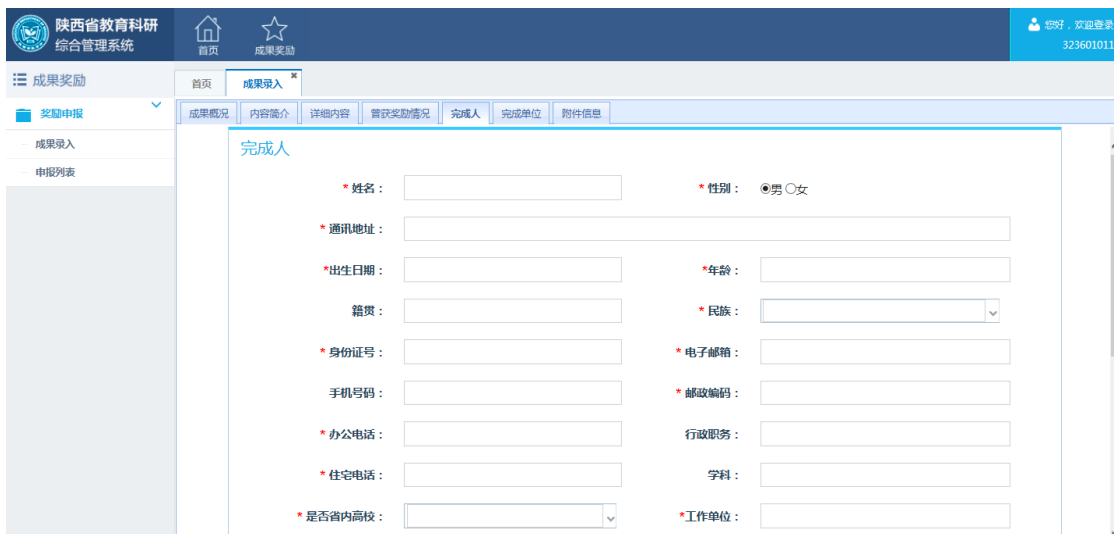 陕西省教育科研
综合管理系统
首页
成果奖励
您好，欢迎登录
323601011
成果奖励
首页
成果录入
奖励申报
成果概况 内容简介 详细内容 曾获奖励情况 完成人 完成单位 附件信息
成果录入
申报列表
完成人
* 姓名： * 性别： 男 女
* 通讯地址：
*出生日期： *年龄：
籍贯： * 民族：
* 身份证号： * 电子邮箱：
手机号码： * 邮政编码：
* 办公电话： 行政职务：
* 住宅电话： 学科：
* 是否省内高校： *工作单位：